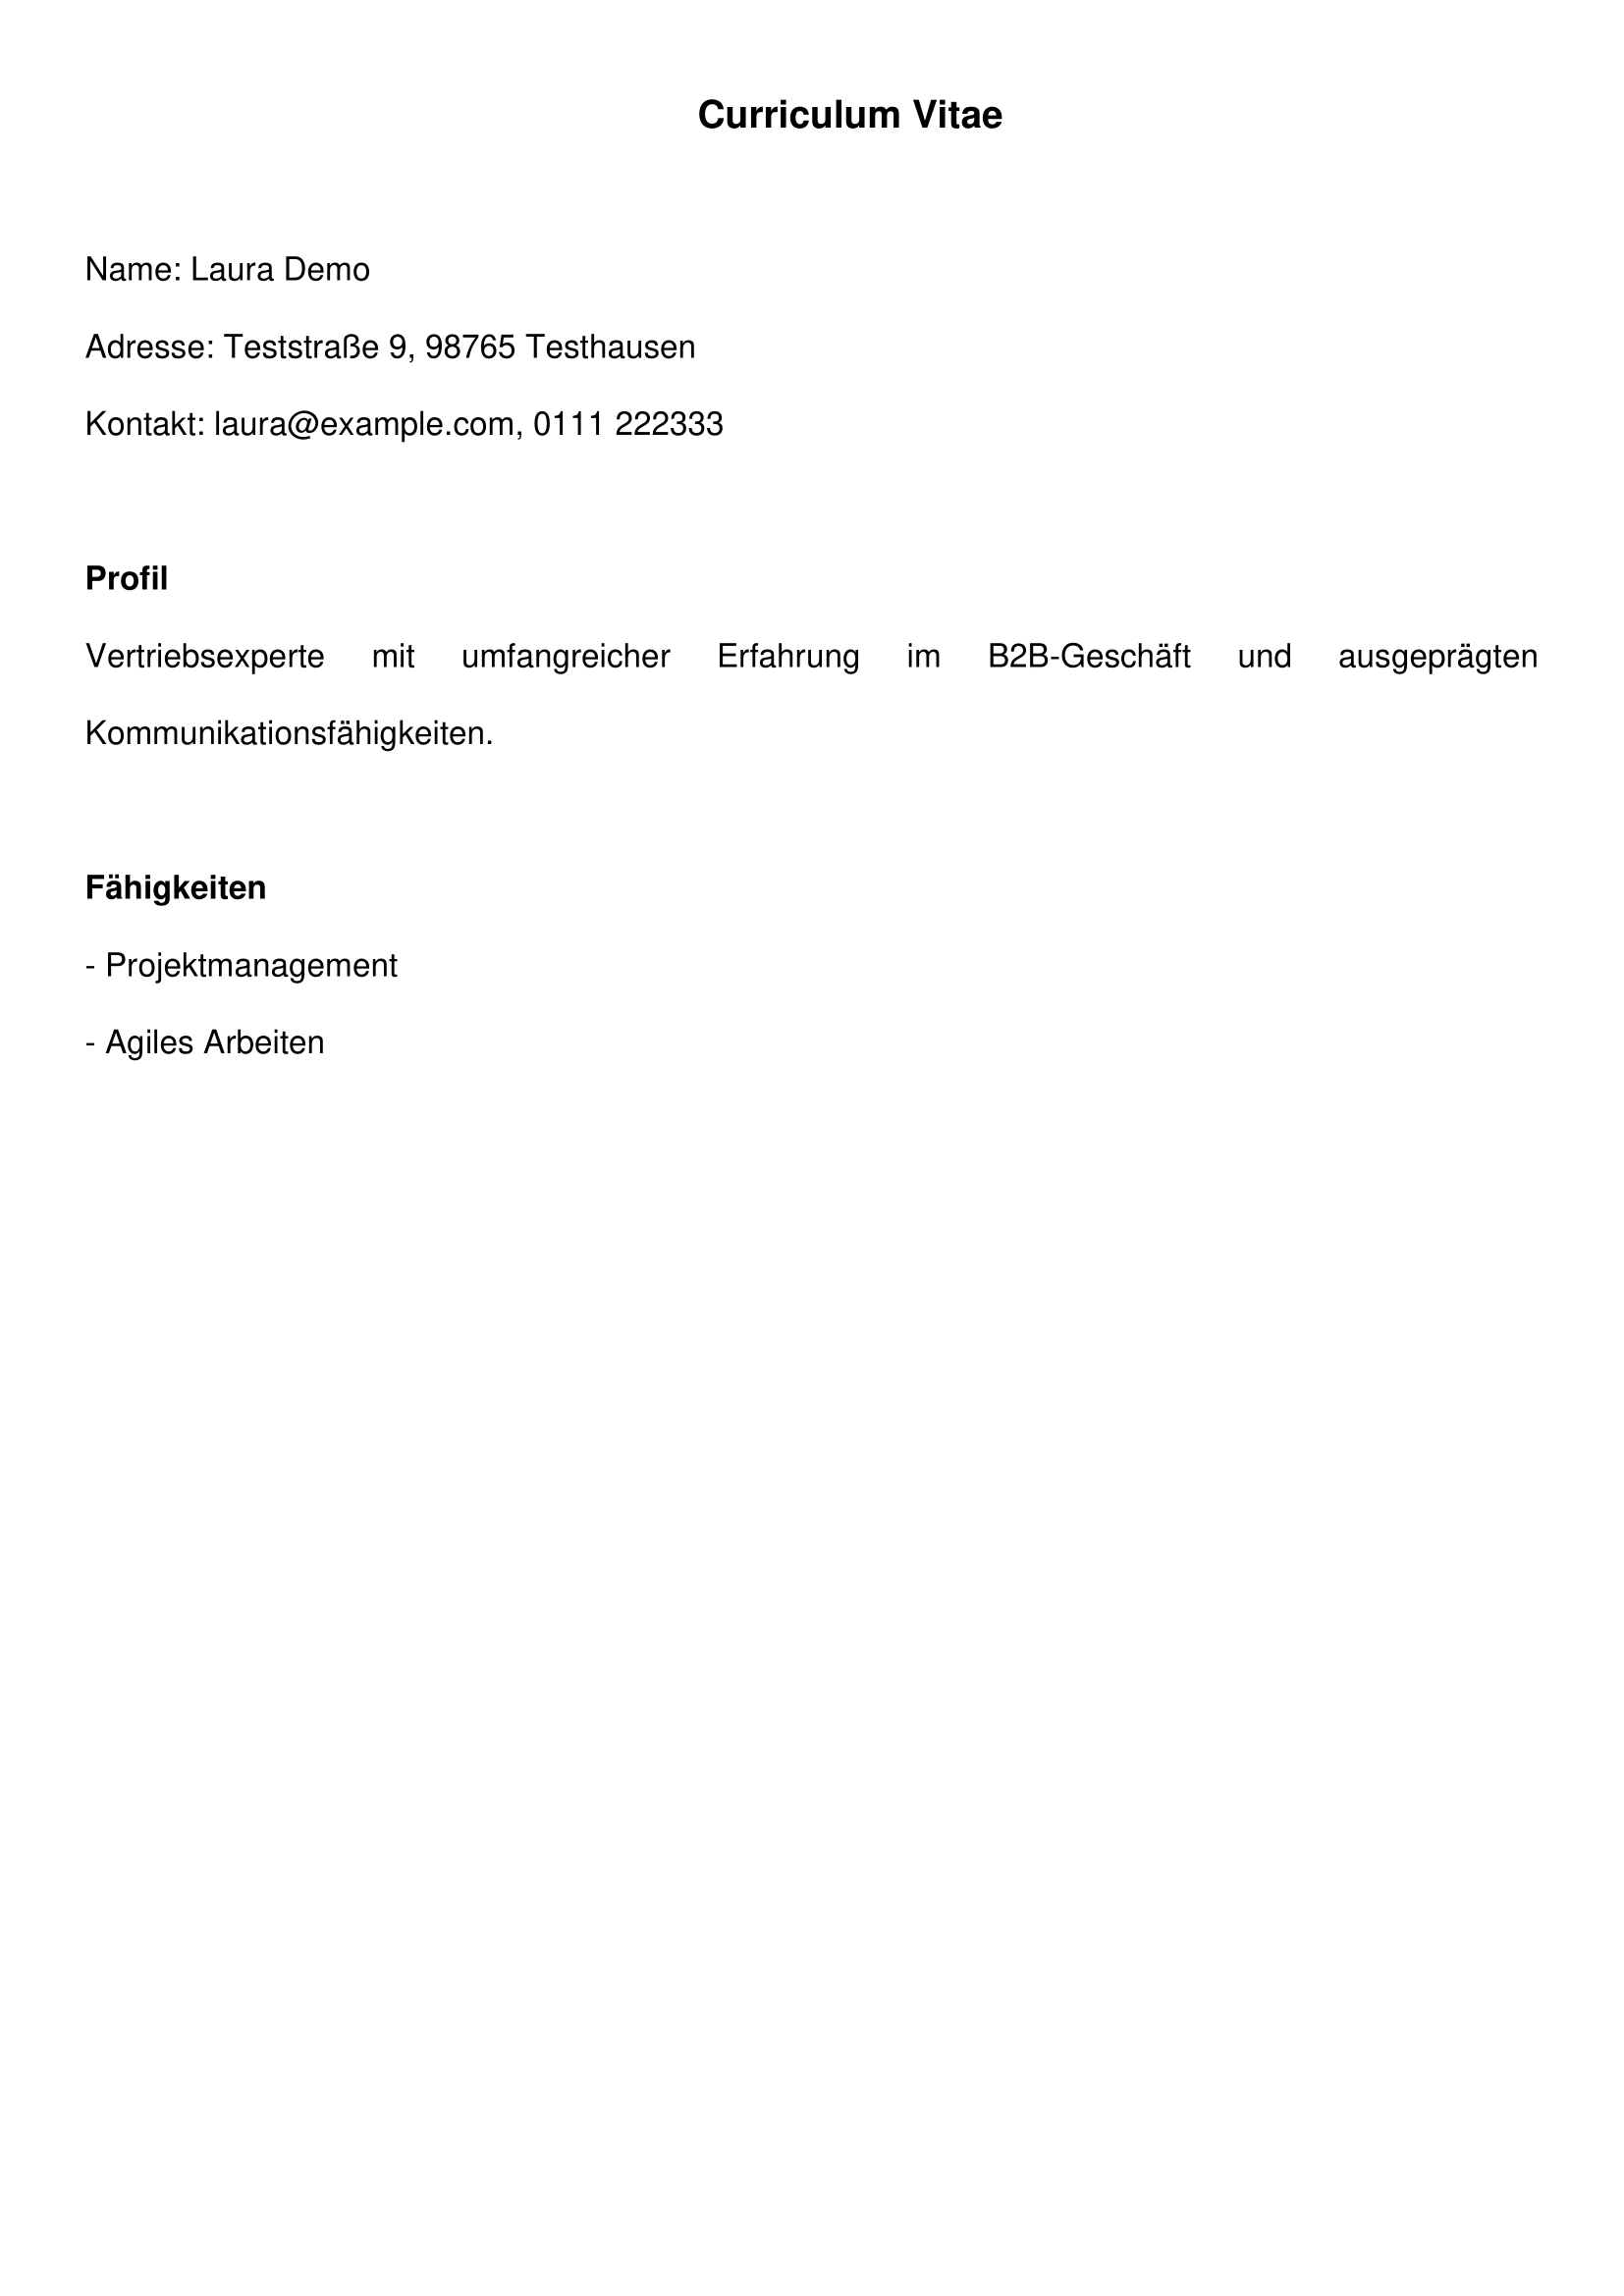 Curriculum Vitae
Name: Laura Demo
Adresse: Teststraße 9, 98765 Testhausen
Kontakt: laura@example.com, 0111 222333
Profil
Vertriebsexperte mit umfangreicher Erfahrung im B2B-Geschäft und ausgeprägten
Kommunikationsfähigkeiten.
Fähigkeiten
- Projektmanagement
- Agiles Arbeiten